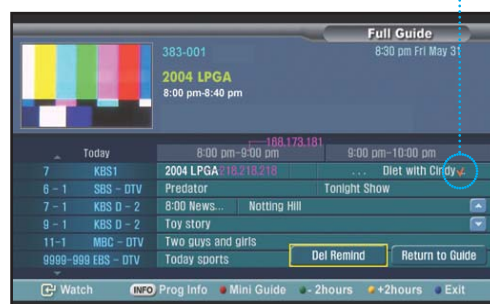 Full Guide
383-001 8:30 pm Fri May 31
2004 LPGA
8:00 pm-8:40 pm
168.173.181
Today 8:00 pm-9:00 pm 9:00 pm-10:00 pm
7 KBS1 2004 LPGA 218.218.218 ... Diet with Cindy
6 - 1 SBS - DTV Predator Tonight Show
7 - 1 KBS D - 2 8:00 News... Notting Hill
9 - 1 KBS D - 2 Toy story
11-1 MBC - DTV Two guys and girls
9999-999 EBS - DTV Today sports Del Remind Return to Guide
Watch INFO Prog Info Mini Guide - 2hours +2hours Exit